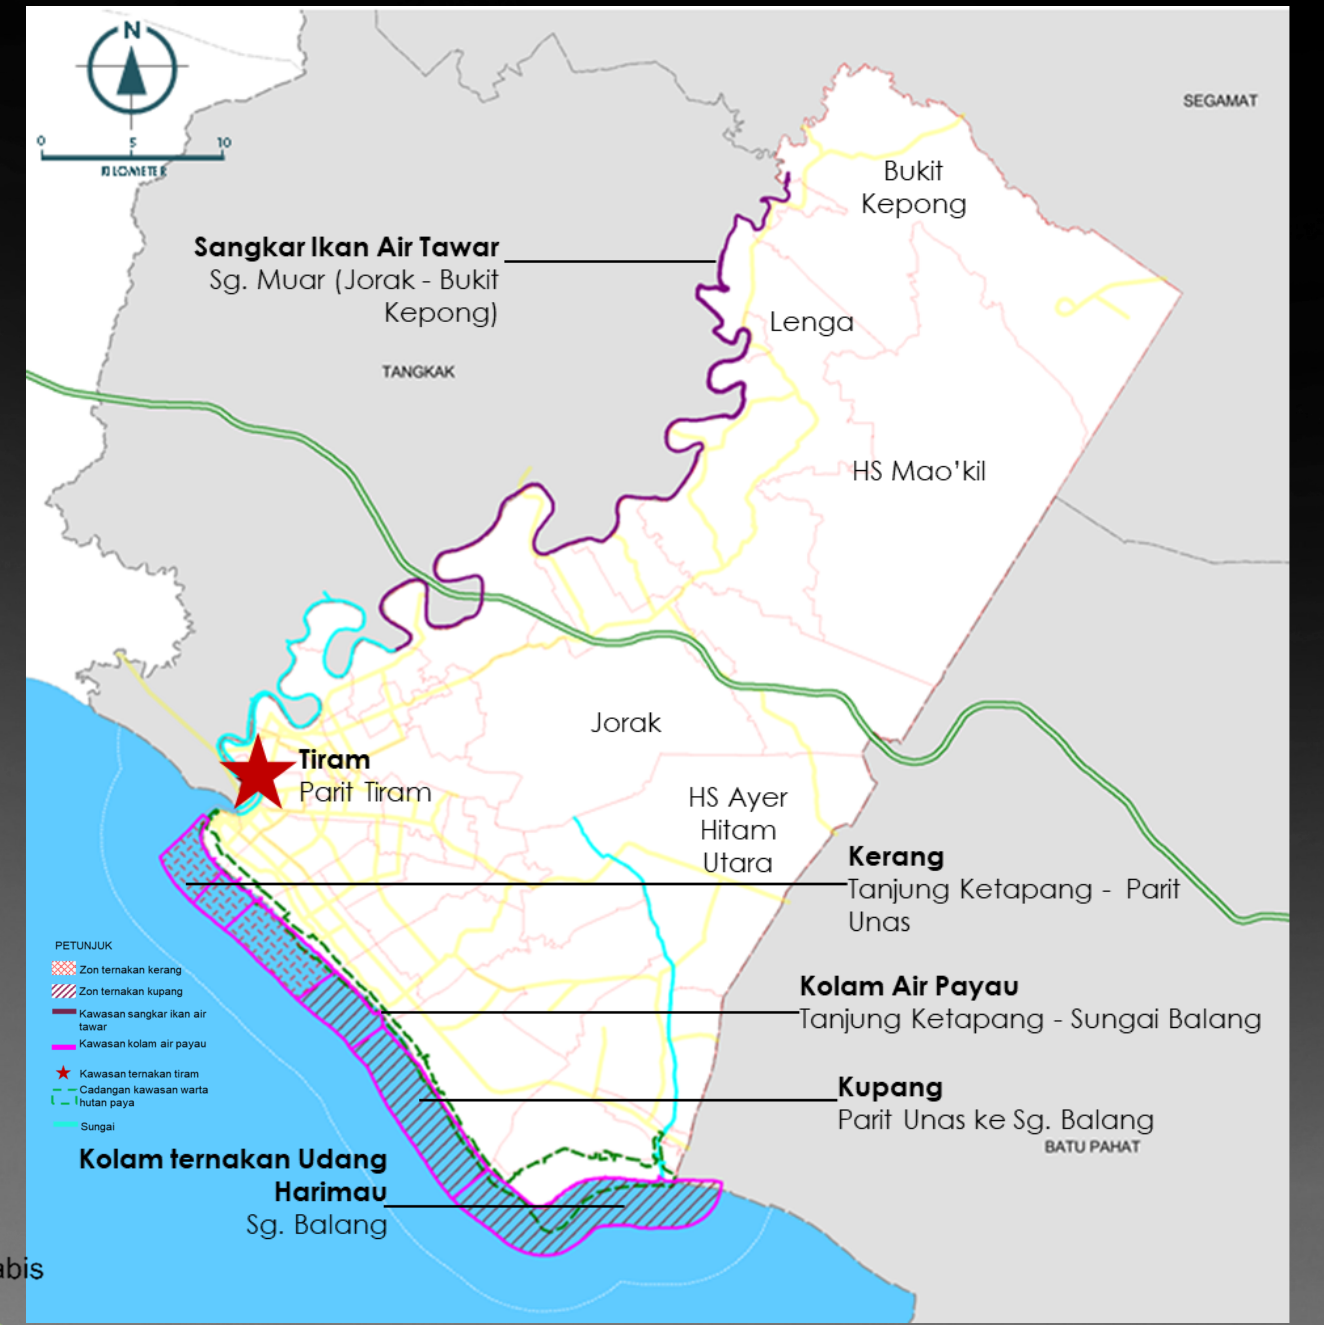 N
0 5 10
KILOMETER
SEGAMAT
Bukit
Kepong
Sangkar Ikan Air Tawar
Sg. Muar (Jorak - Bukit
Kepong)
Lenga
TANGKAK
HS Mao'kil
Jorak
Tiram
Parit Tiram
HS Ayer
Hitam
Utara
Kerang
Tanjung Ketapang - Parit
Unas
PETUNJUK
Zon ternakan kerang
Zon ternakan kupang
Kawasan sangkar ikan air
tawar
Kawasan kolam air payau
Kawasan ternakan tiram
Cadangan kawasan warta
hutan paya
Sungai
Kolam Air Payau
Tanjung Ketapang - Sungai Balang
Kupang
Parit Unas ke Sg. Balang
BATU PAHAT
Kolam ternakan Udang
Harimau
Sg. Balang
abis